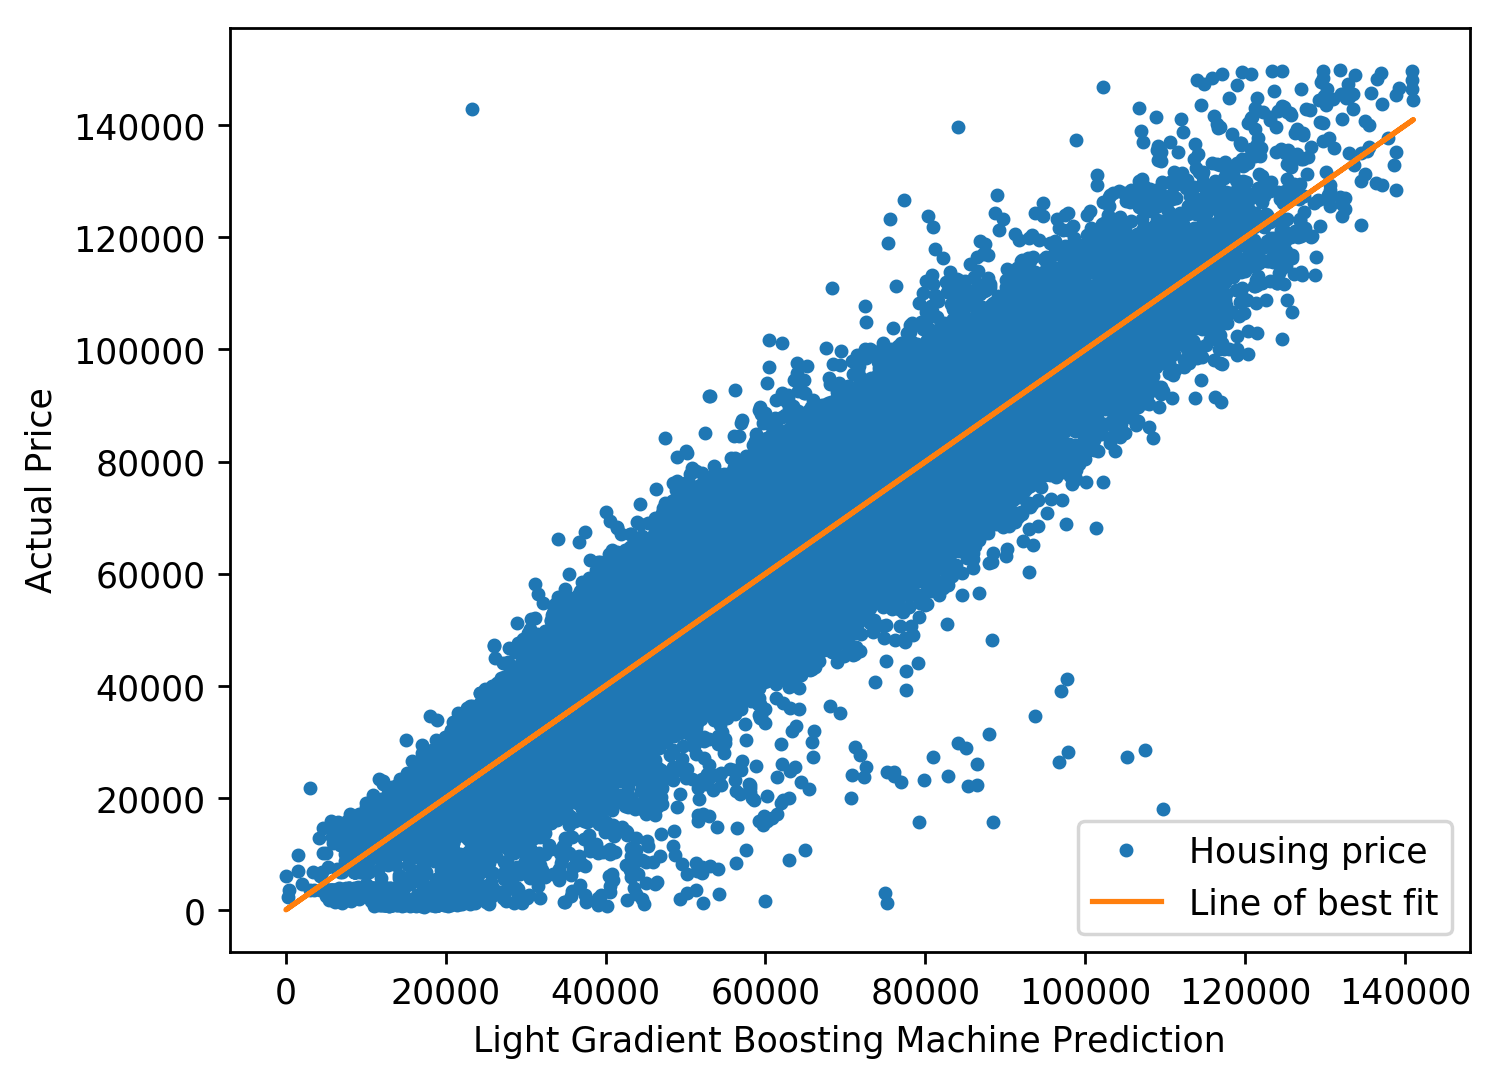 140000
120000
100000
80000
60000
40000
20000
0
Actual Price
Housing price
Line of best fit
0 20000 40000 60000 80000 100000 120000 140000
Light Gradient Boosting Machine Prediction